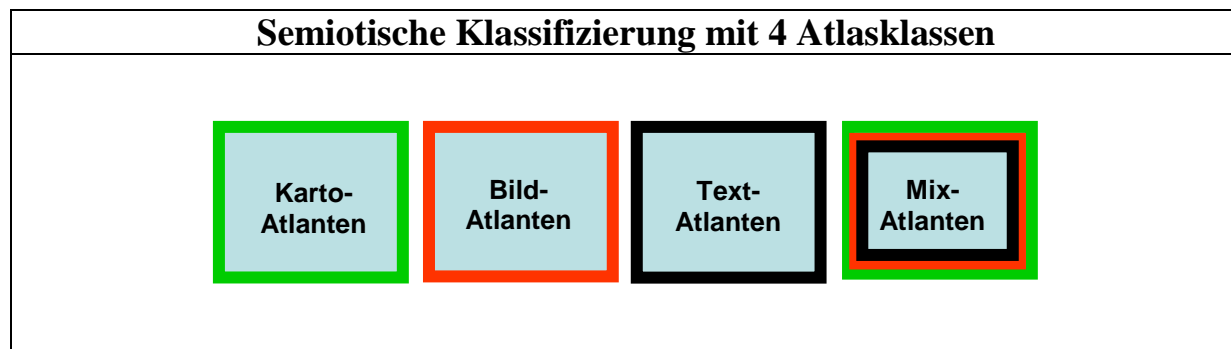 Semiotische Klassifizierung mit 4 Atlasklassen
Karto-
Atlanten
Bild-
Atlanten
Text-
Atlanten
Mix-
Atlanten